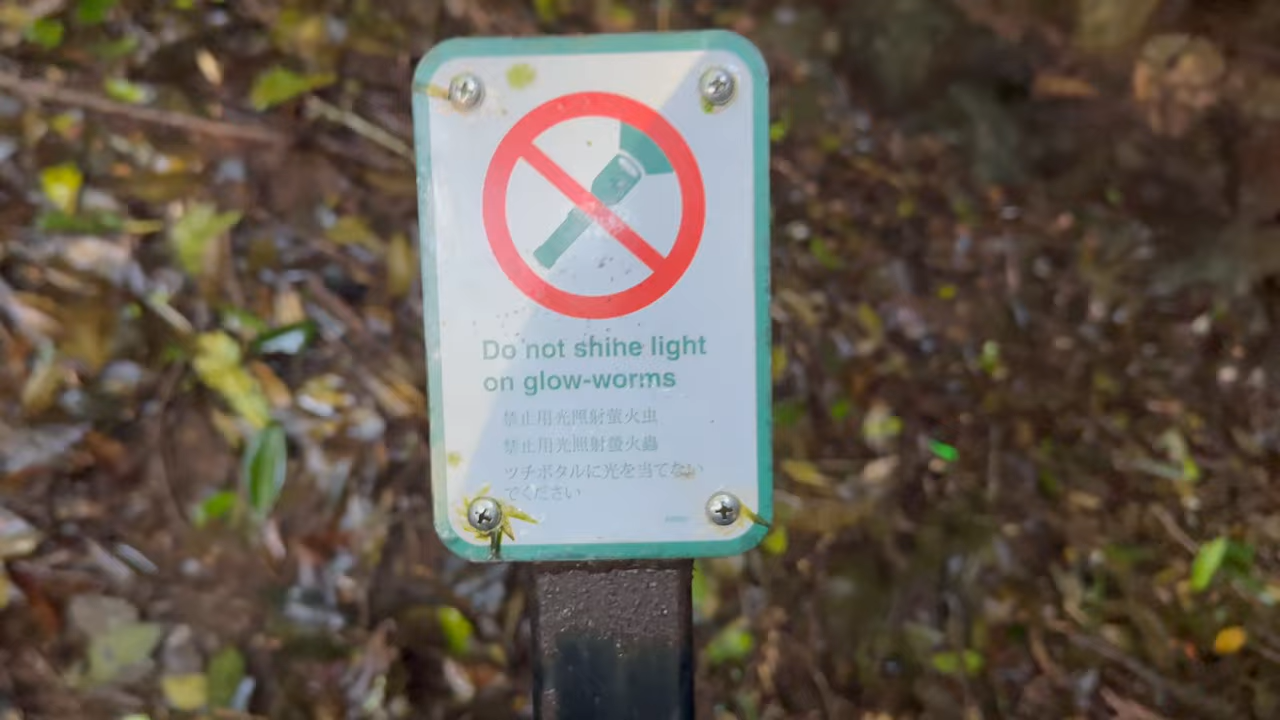 Do not shine light
on glow-worms
禁止用光照射萤火虫
禁止用光照射螢火蟲
ツチボタルに光を当てない
でください